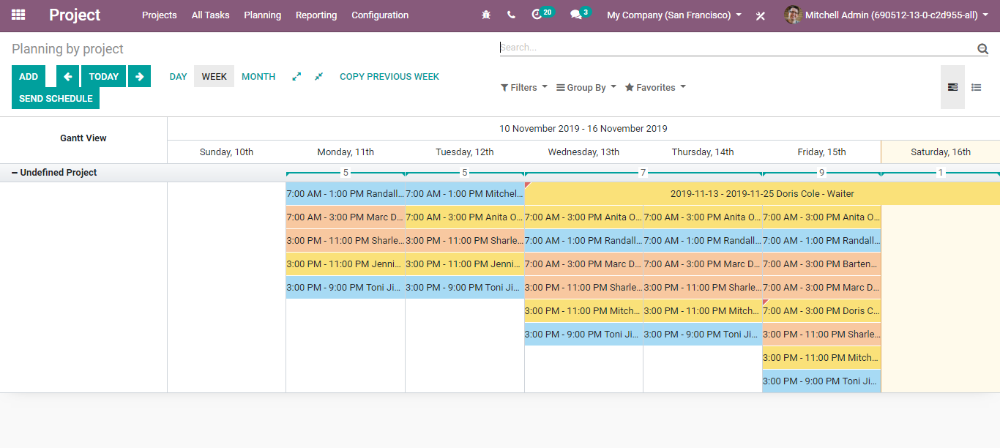 Project Projects All Tasks Planning Reporting Configuration 20 3 My Company (San Francisco) Mitchell Admin (690512-13-0-c2d955-all)
Planning by project
Search...
ADD TODAY DAY WEEK MONTH COPY PREVIOUS WEEK
SEND SCHEDULE
Filters Group By Favorites
Gantt View
10 November 2019 - 16 November 2019
Sunday, 10th Monday, 11th Tuesday, 12th Wednesday, 13th Thursday, 14th Friday, 15th Saturday, 16th
Undefined Project 5 5 7 9 1
7:00 AM - 1:00 PM Randall... 7:00 AM - 1:00 PM Mitchel... 2019-11-13 - 2019-11-25 Doris Cole - Waiter
7:00 AM - 3:00 PM Marc D... 7:00 AM - 3:00 PM Anita O... 7:00 AM - 3:00 PM Anita O... 7:00 AM - 3:00 PM Anita O... 7:00 AM - 3:00 PM Anita O...
3:00 PM - 11:00 PM Sharle... 3:00 PM - 11:00 PM Sharle... 7:00 AM - 1:00 PM Randall... 7:00 AM - 1:00 PM Randall... 7:00 AM - 1:00 PM Randall...
3:00 PM - 11:00 PM Jenni... 3:00 PM - 11:00 PM Jenni... 7:00 AM - 3:00 PM Marc D... 7:00 AM - 3:00 PM Marc D... 7:00 AM - 3:00 PM Barten...
3:00 PM - 9:00 PM Toni Ji... 3:00 PM - 9:00 PM Toni Ji... 3:00 PM - 11:00 PM Sharle... 3:00 PM - 11:00 PM Sharle... 7:00 AM - 3:00 PM Marc D...
3:00 PM - 11:00 PM Mitch... 3:00 PM - 11:00 PM Mitch... 7:00 AM - 3:00 PM Doris C...
3:00 PM - 9:00 PM Toni Ji... 3:00 PM - 9:00 PM Toni Ji... 3:00 PM - 11:00 PM Sharle...
3:00 PM - 11:00 PM Mitch...
3:00 PM - 9:00 PM Toni Ji...